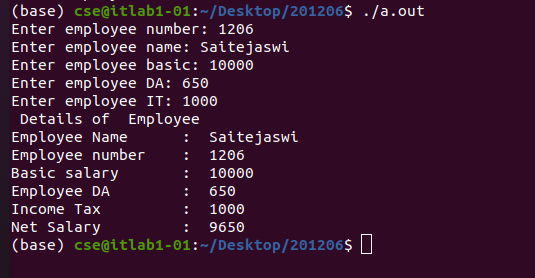 (base) cse@itlab1-01:~/Desktop/201206$ ./a.out
Enter employee number: 1206
Enter employee name: Saitejaswi
Enter employee basic: 10000
Enter employee DA: 650
Enter employee IT: 1000
 Details of  Employee
Employee Name      :  Saitejaswi
Employee number    :  1206
Basic salary       :  10000
Employee DA        :  650
Income Tax         :  1000
Net Salary         :  9650
(base) cse@itlab1-01:~/Desktop/201206$